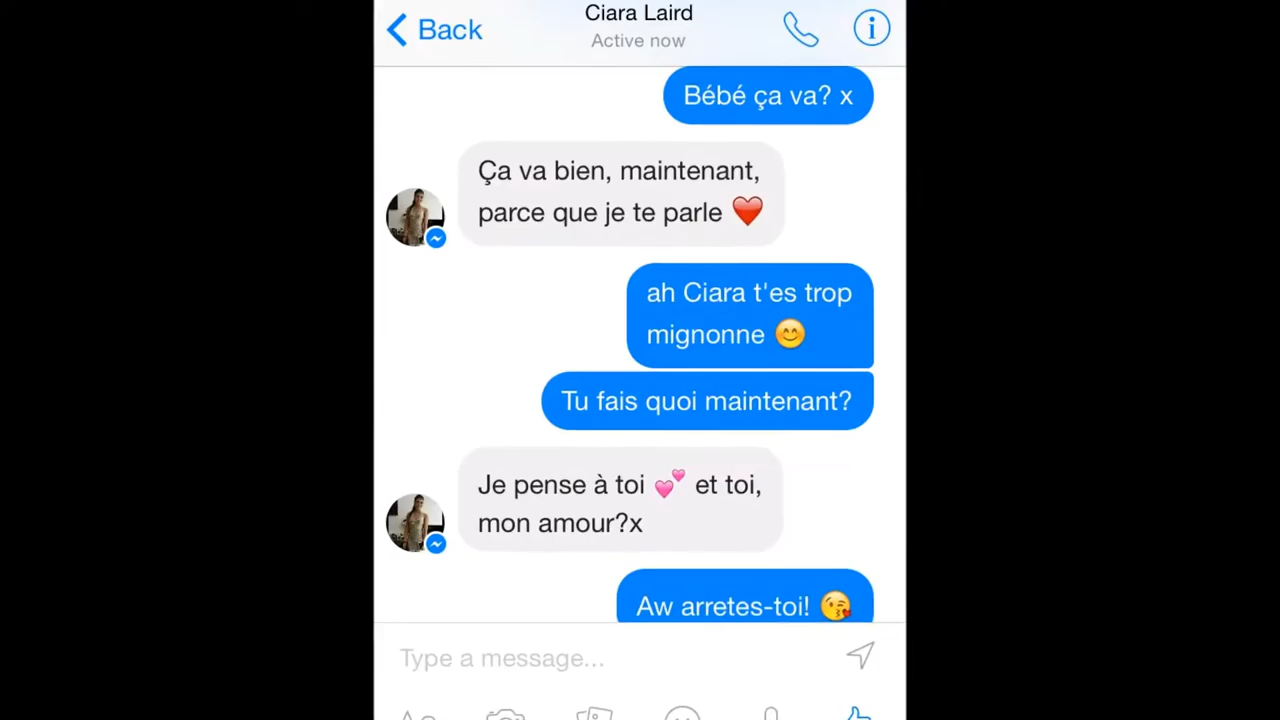 Ciara Laird
Back
Active now
Bébé ça va? x
Ça va bien, maintenant,
parce que je te parle ❤️
ah Ciara t'es trop
mignonne 😊
Tu fais quoi maintenant?
Je pense à toi 💕 et toi,
mon amour?x
Aw arretes-toi! 😘
Type a message...